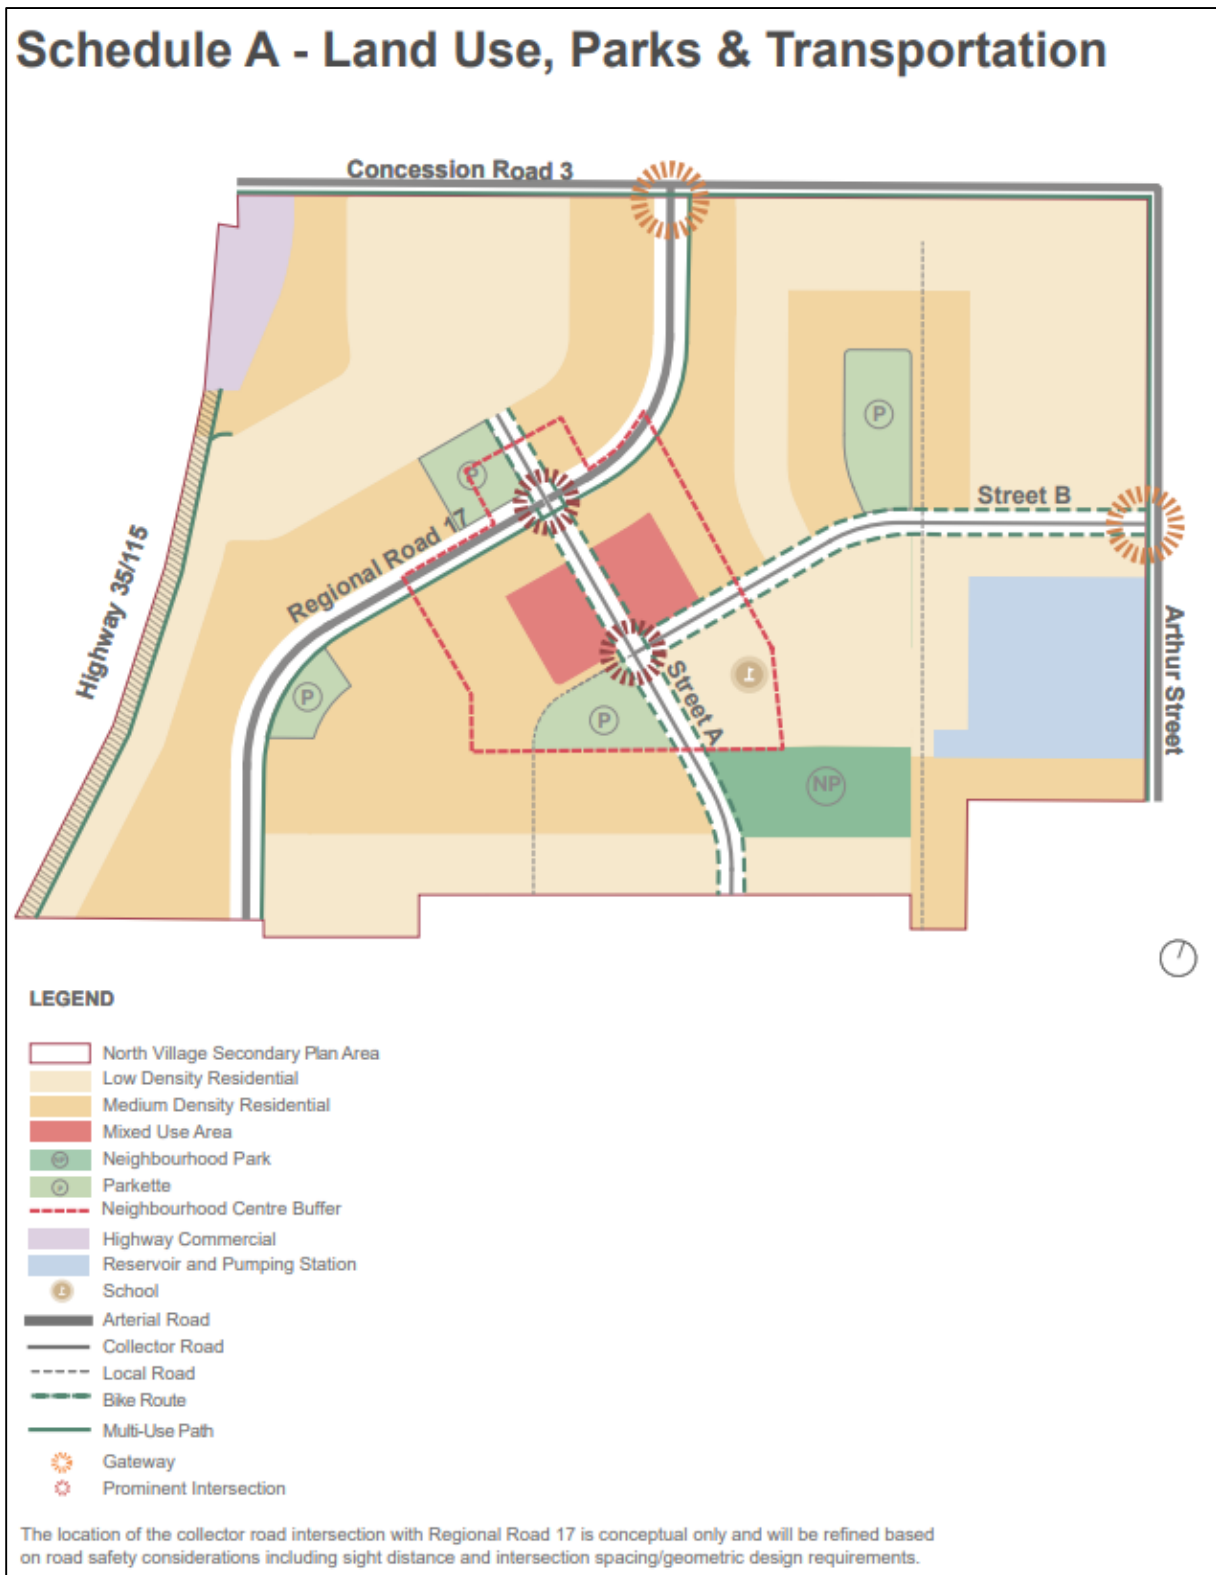 Schedule A - Land Use, Parks & Transportation
Concession Road 3
P
P
Street B
Regional Road 17
Highway 35/115
Arthur Street
P
P
Street A
NP
LEGEND
North Village Secondary Plan Area
Low Density Residential
Medium Density Residential
Mixed Use Area
NP Neighbourhood Park
P Parkette
Neighbourhood Centre Buffer
Highway Commercial
Reservoir and Pumping Station
School
Arterial Road
Collector Road
Local Road
Bike Route
Multi-Use Path
Gateway
Prominent Intersection
The location of the collector road intersection with Regional Road 17 is conceptual only and will be refined based
on road safety considerations including sight distance and intersection spacing/geometric design requirements.